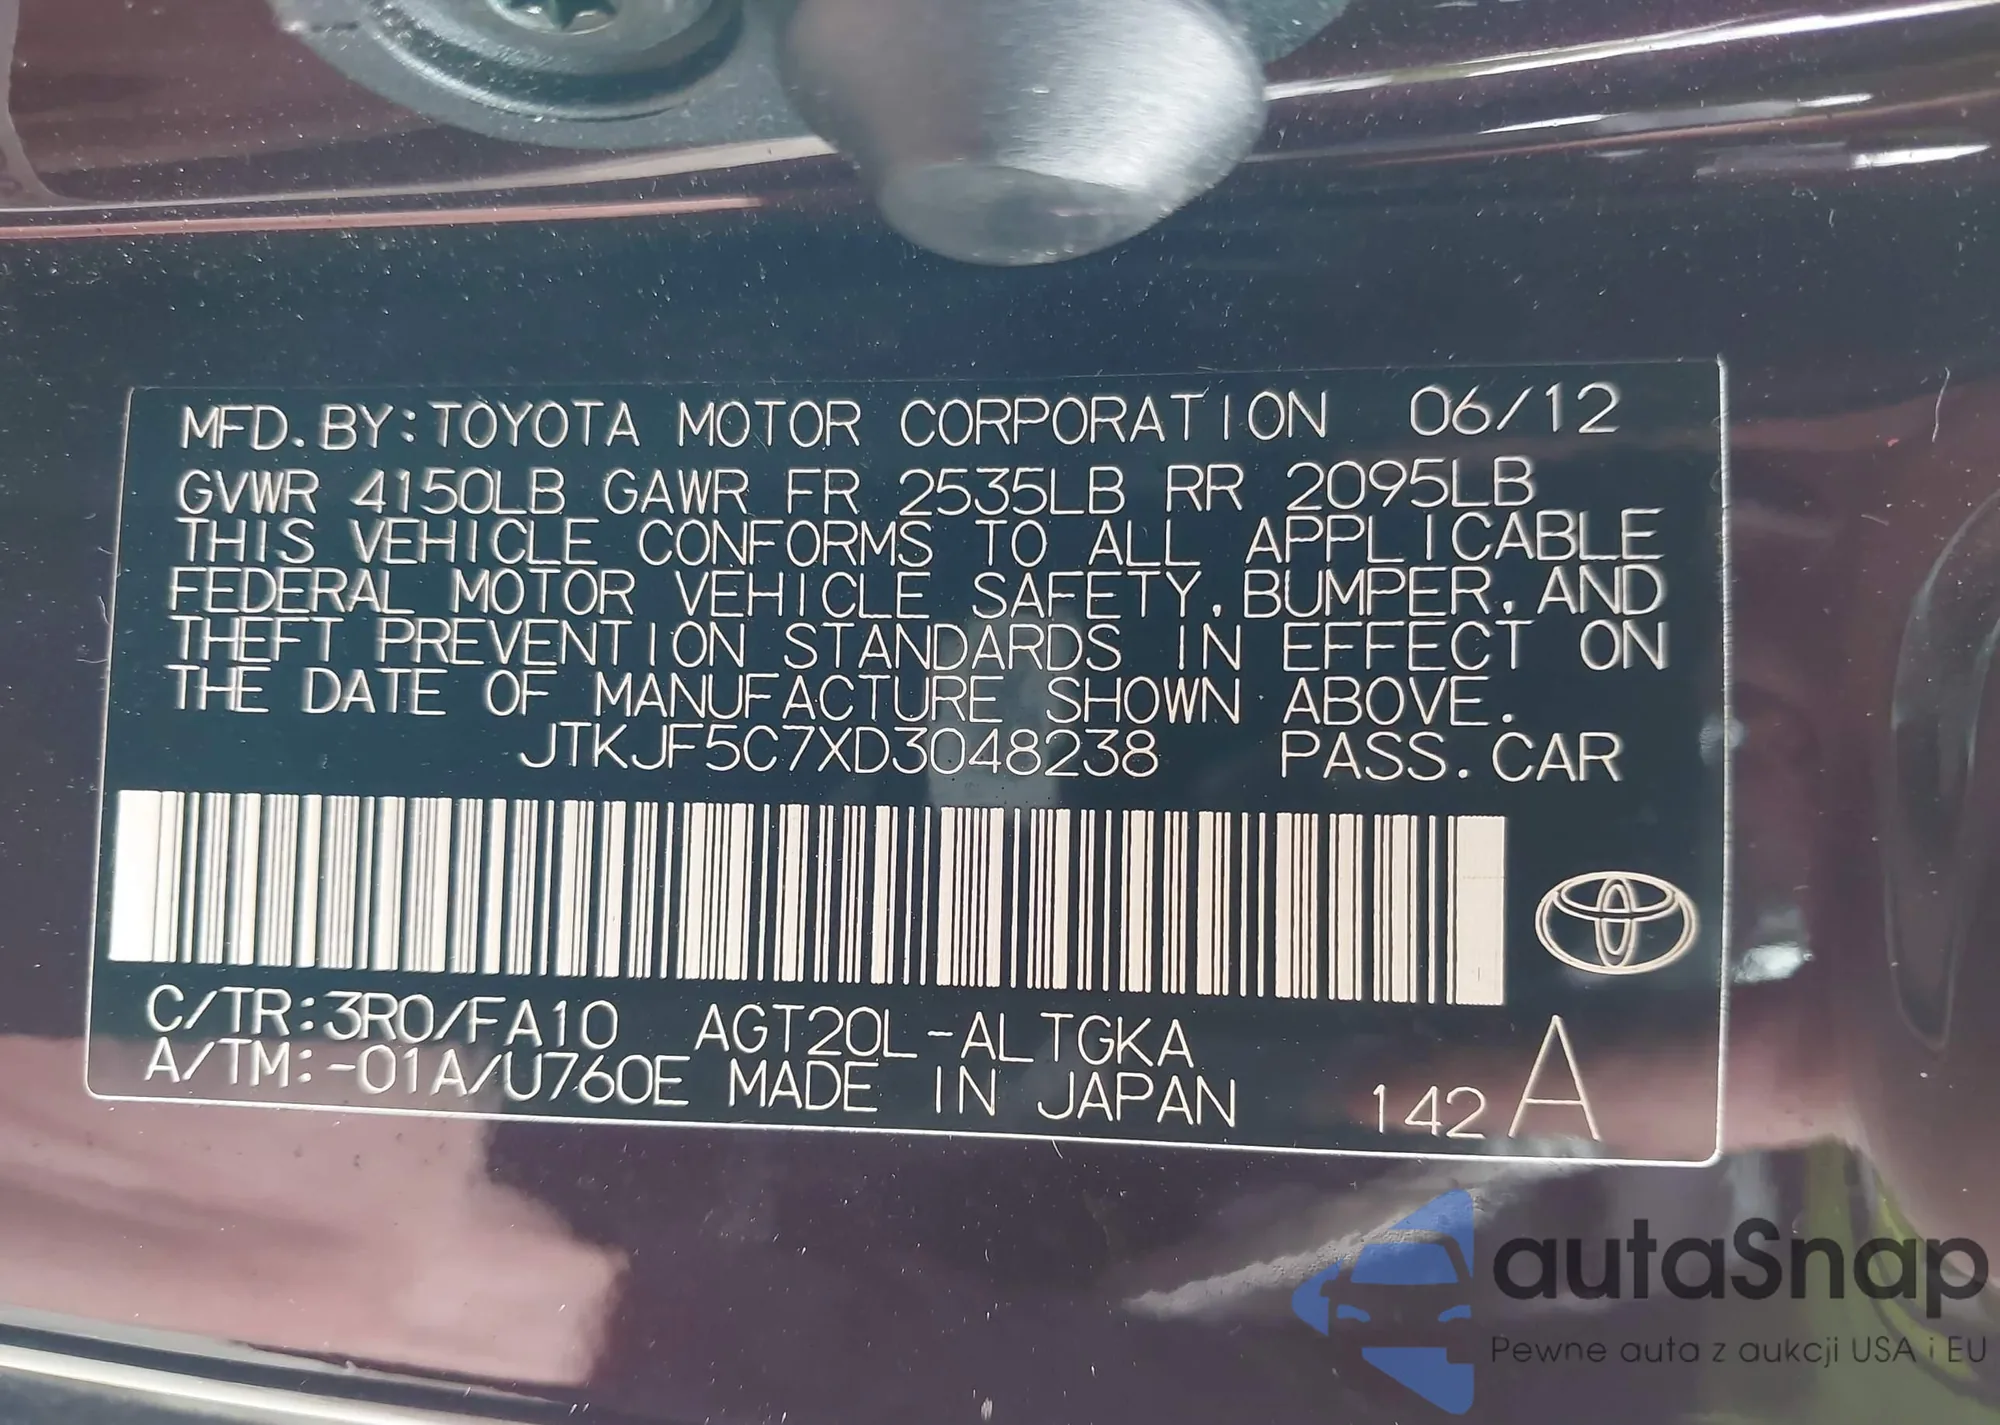 MFD. BY: TOYOTA MOTOR CORPORATION 06/12
GVWR 4150LB GAWR FR 2535LB RR 2095LB
THIS VEHICLE CONFORMS TO ALL APPLICABLE
FEDERAL MOTOR VEHICLE SAFETY, BUMPER, AND
THEFT PREVENTION STANDARDS IN EFFECT ON
THE DATE OF MANUFACTURE SHOWN ABOVE.
JTKJF5C7XD3048238 PASS. CAR
C/TR: 3R0/FA10 AGT20L-ALTGKA
A/TM: -01A/U760E MADE IN JAPAN 142 A
autaSnap
Pewne auta z aukcji USA i EU